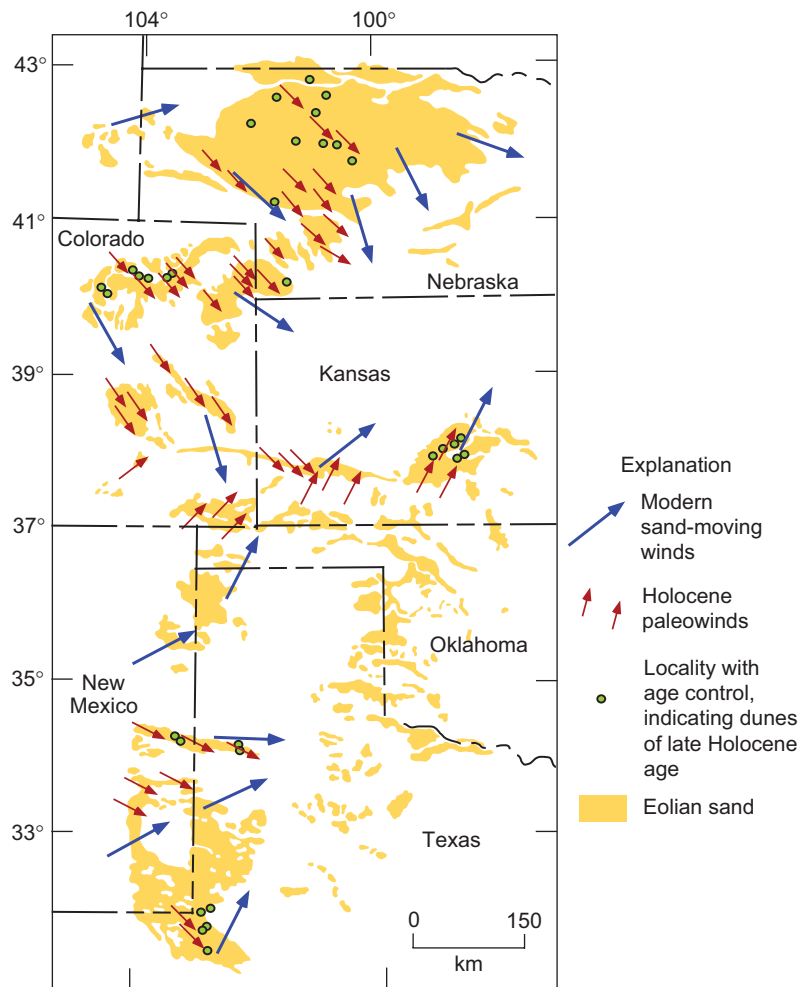 104°
100°
43°
41°
Colorado
Nebraska
39°
Kansas
37°
Oklahoma
35°
New
Mexico
33°
Texas
0
150
km
Explanation
Modern
sand-moving
winds
Holocene
paleowinds
Locality with
age control,
indicating dunes
of late Holocene
age
Eolian sand